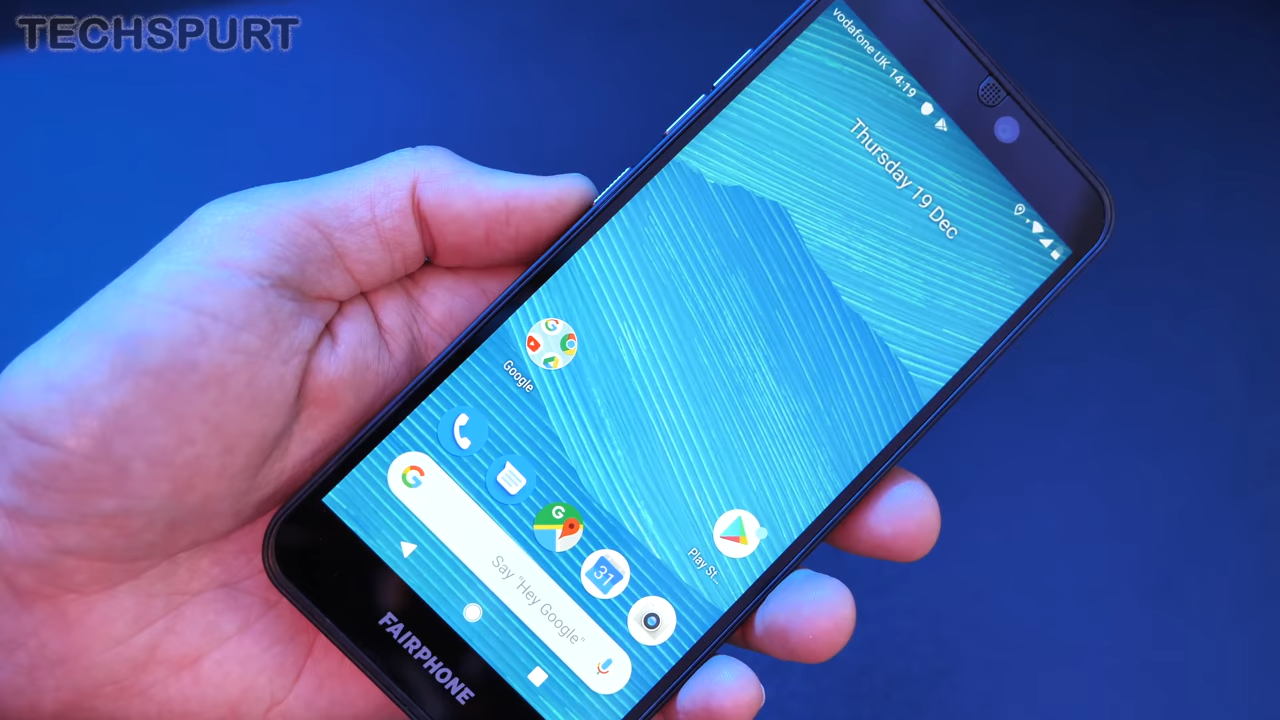 TECHSPURT
vodafone UK 14:19
Thursday 19 Dec
Google
Play St...
31
Say "Hey Google"
FAIRPHONE